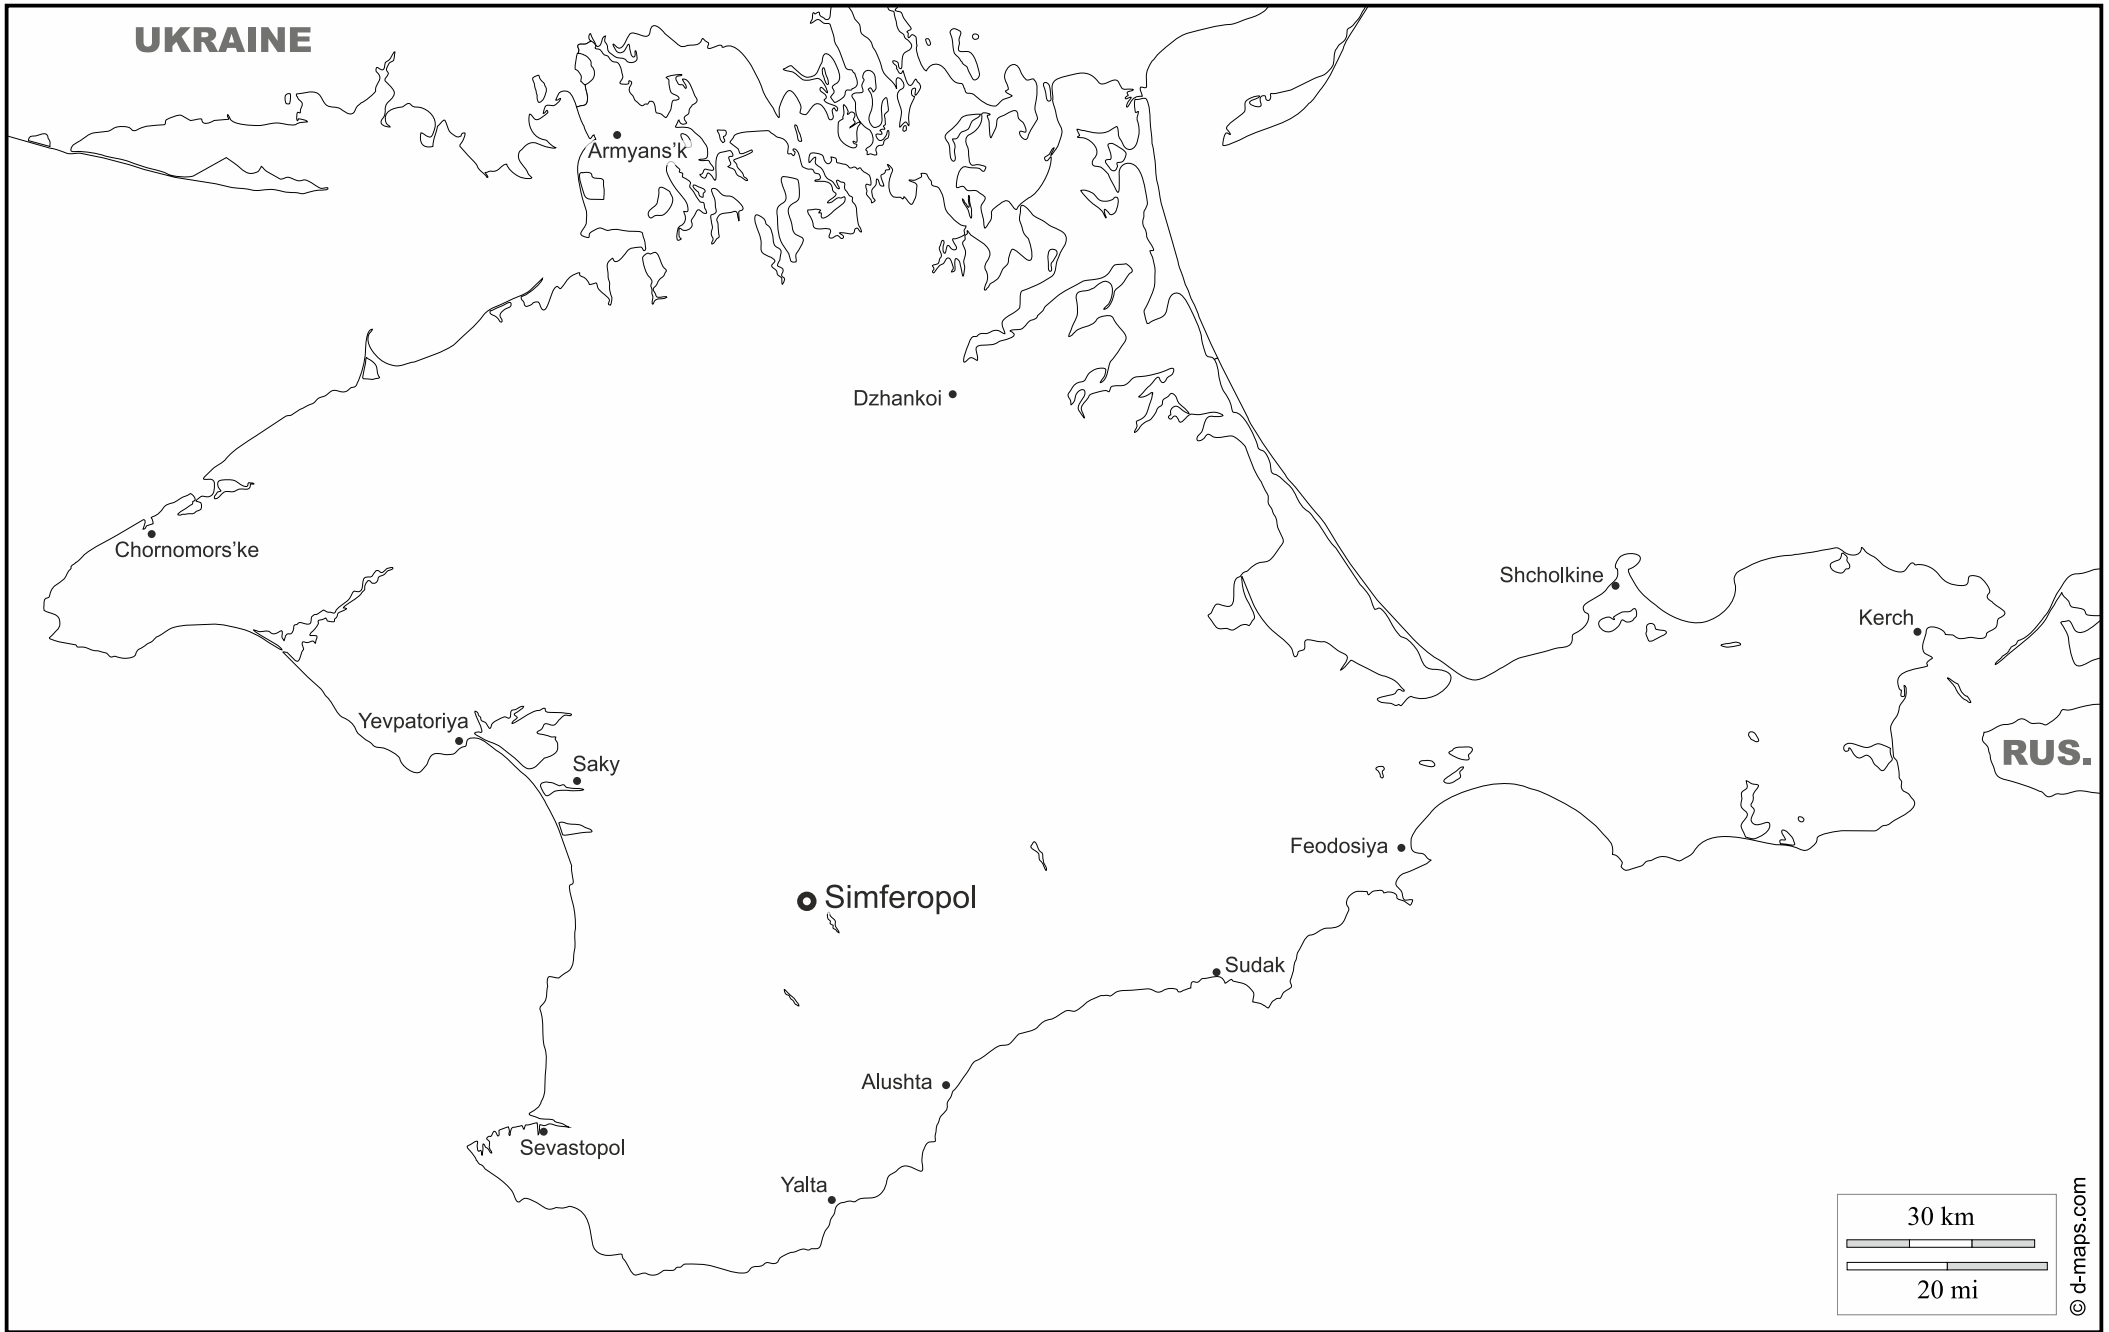 UKRAINE
Armyans'k
Dzhankoi
Chornomors'ke
Shcholkine
Kerch
Yevpatoriya
RUS.
Saky
Feodosiya
Simferopol
Sudak
Alushta
Sevastopol
Yalta
30 km
20 mi
© d-maps.com